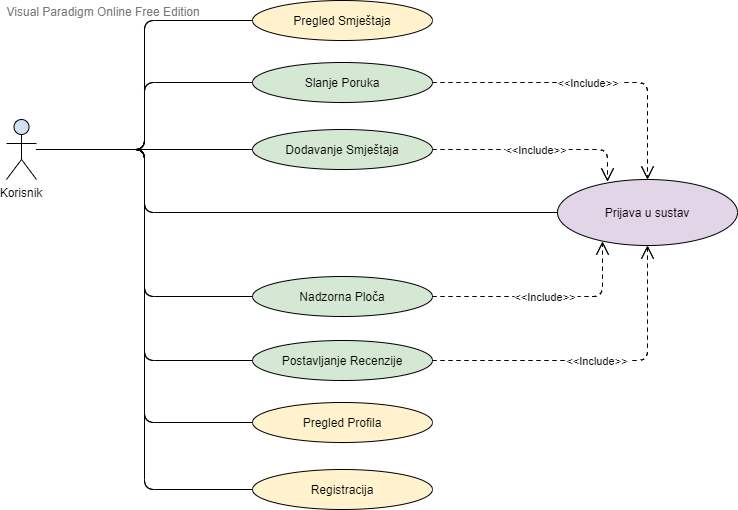 Visual Paradigm Online Free Edition
Pregled Smještaja
Slanje Poruka
<<Include>>
Dodavanje Smještaja
<<Include>>
Korisnik
Prijava u sustav
Nadzorna Ploča
<<Include>>
Postavljanje Recenzije
<<Include>>
Pregled Profila
Registracija